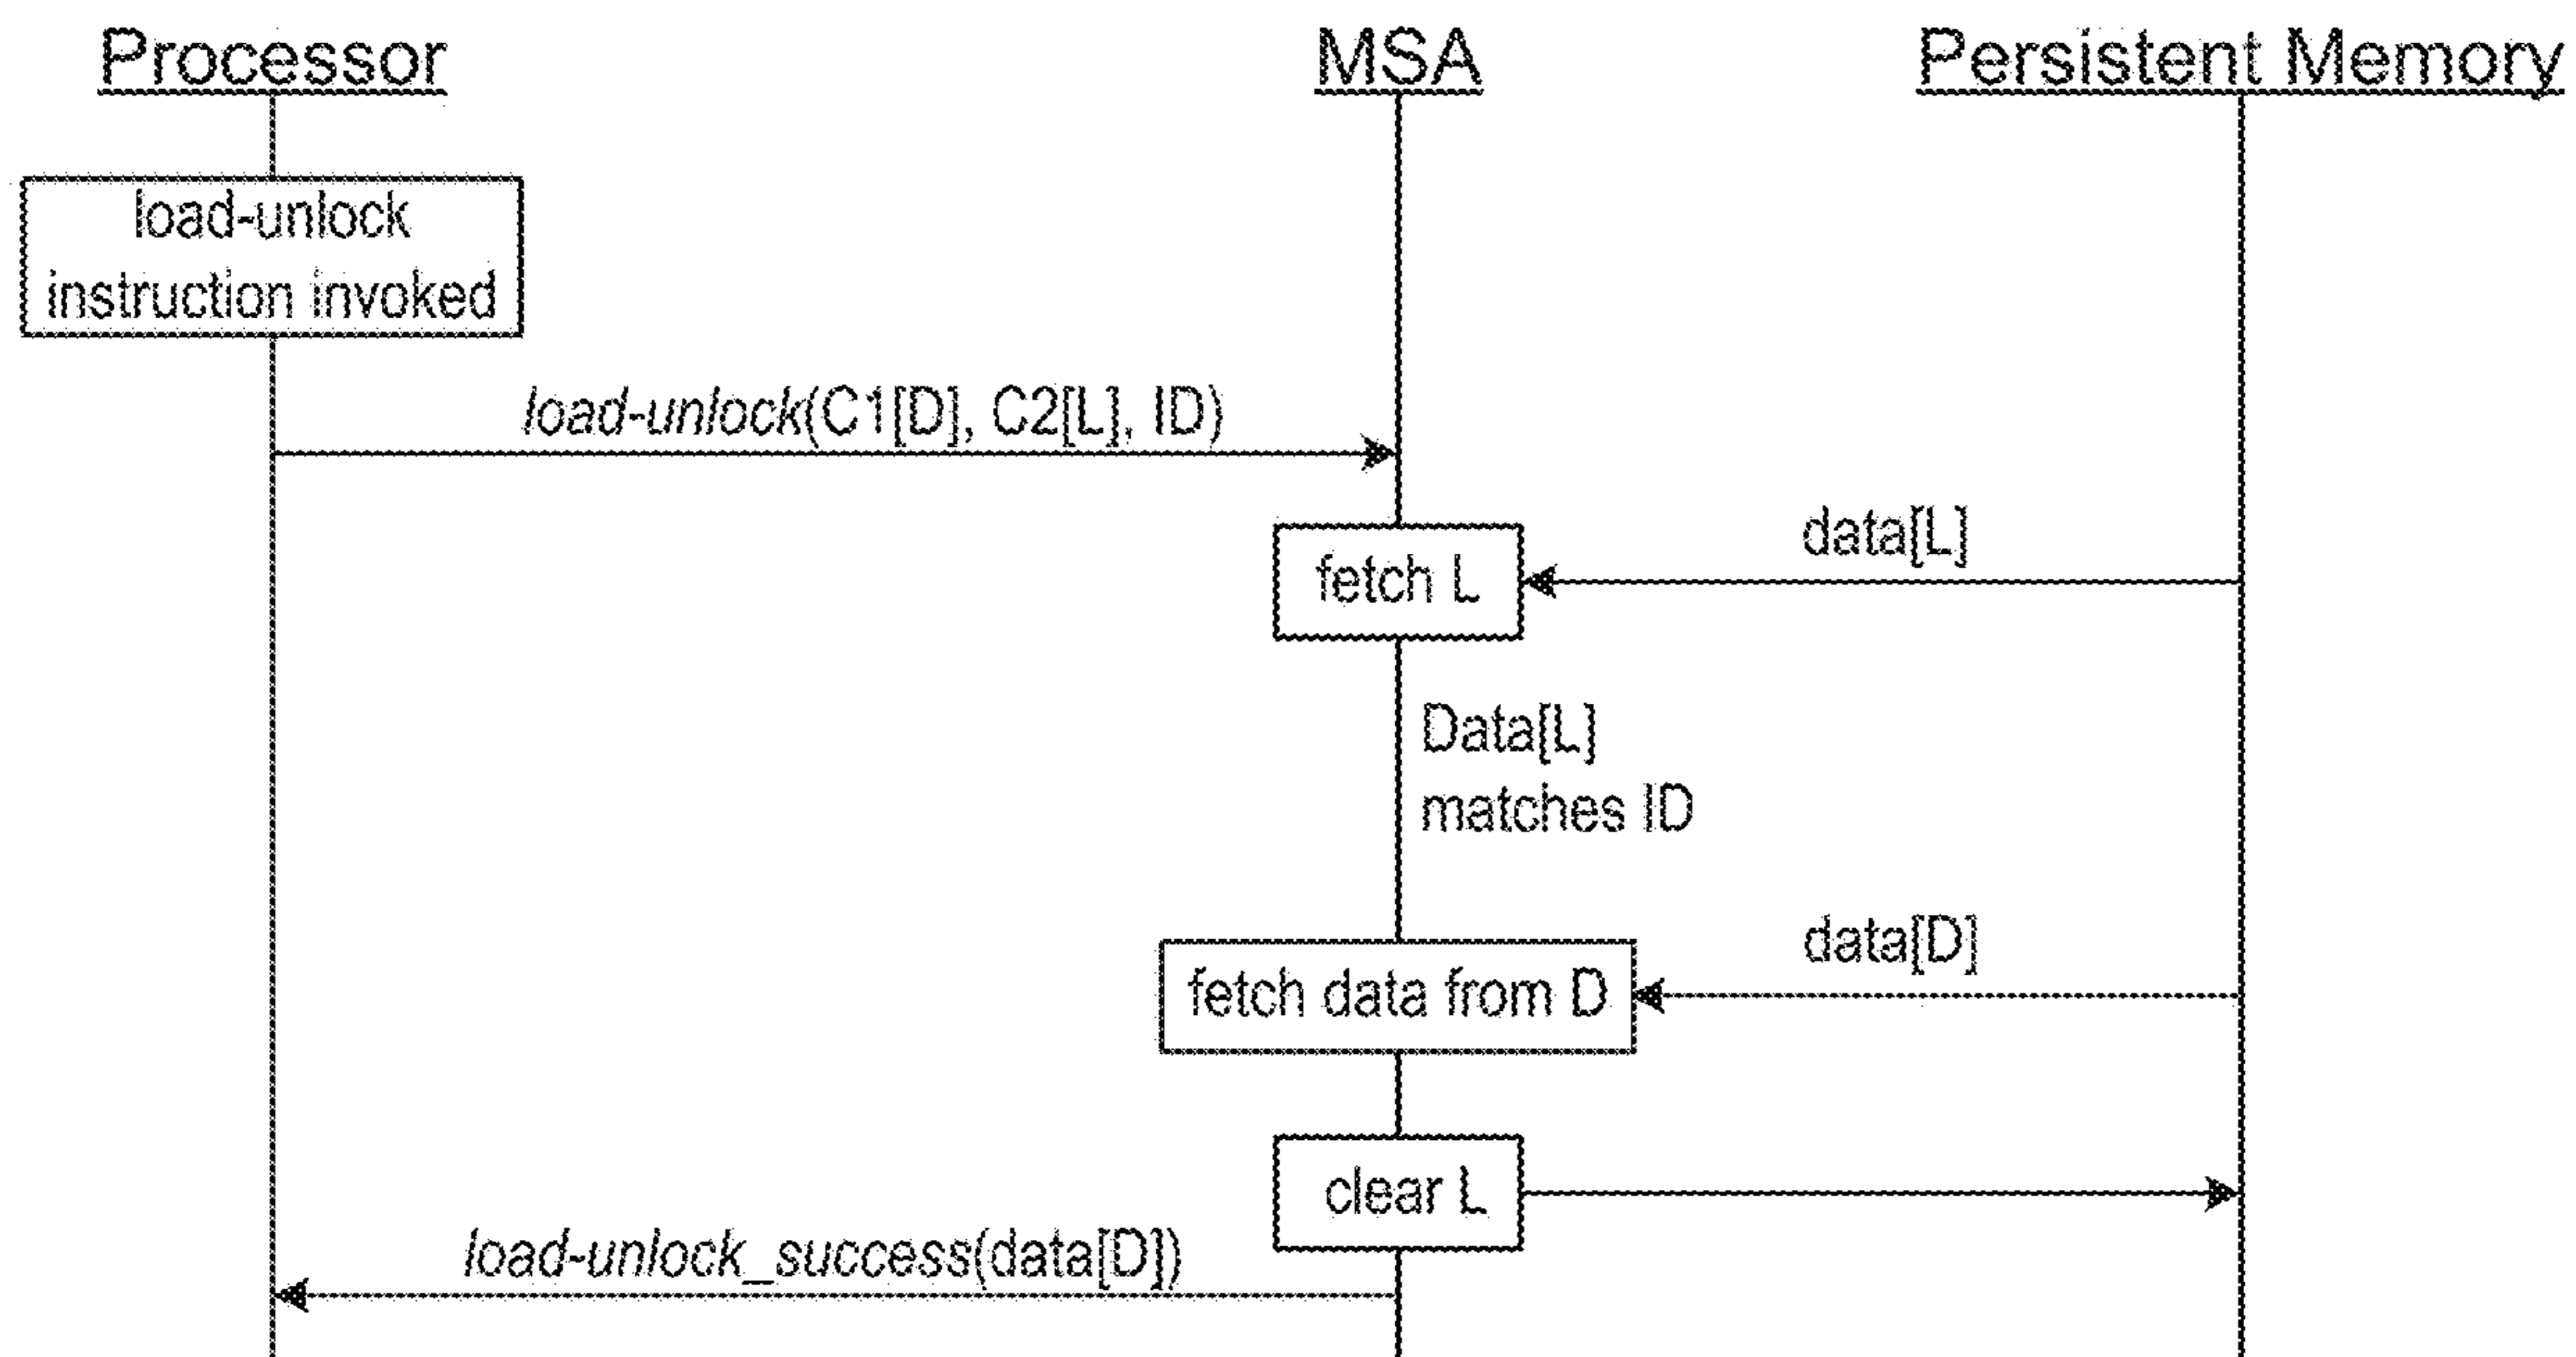 Processor
MSA
Persistent Memory
load-unlock
instruction invoked
load-unlock(C1[D], C2[L], ID)
data[L]
fetch L
Data[L]
matches ID
data[D]
fetch data from D
clear L
load-unlock_success(data[D])